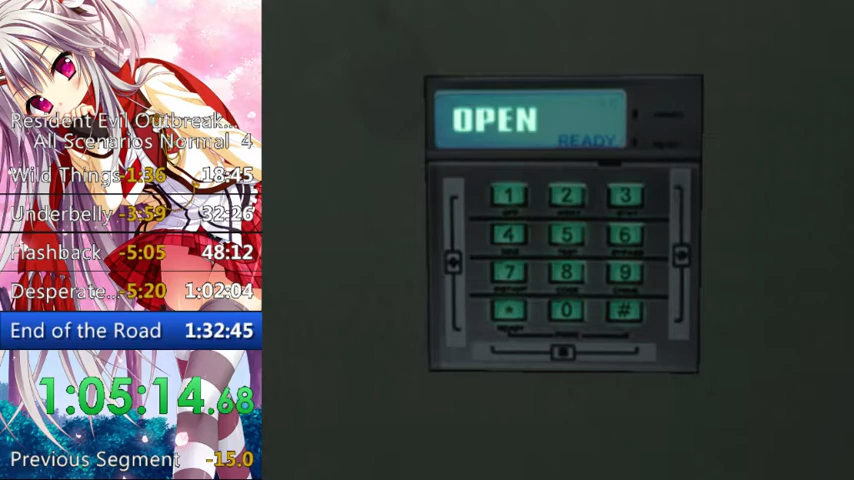 Resident Evil Outbreak...
All Scenarios Normal 4
Wild Things -1:36 18:45
Underbelly -3:59 32:26
Flashback -5:05 48:12
Desperate... -5:20 1:02:04
End of the Road 1:32:45
1:05:14.68
Previous Segment -15.0
OPEN
READY
1 2 3
4 5 6
7 8 9
* 0 #